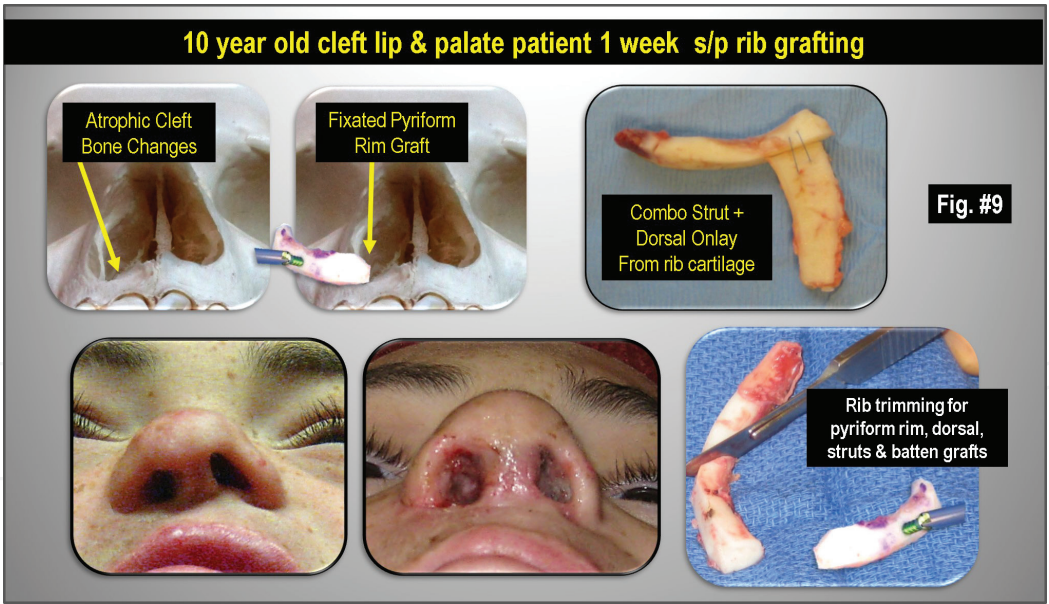 10 year old cleft lip & palate patient 1 week s/p rib grafting
Atrophic Cleft
Bone Changes
Fixated Pyriform
Rim Graft
Combo Strut +
Dorsal Onlay
From rib cartilage
Fig. #9
Rib trimming for
pyriform rim, dorsal,
struts & batten grafts